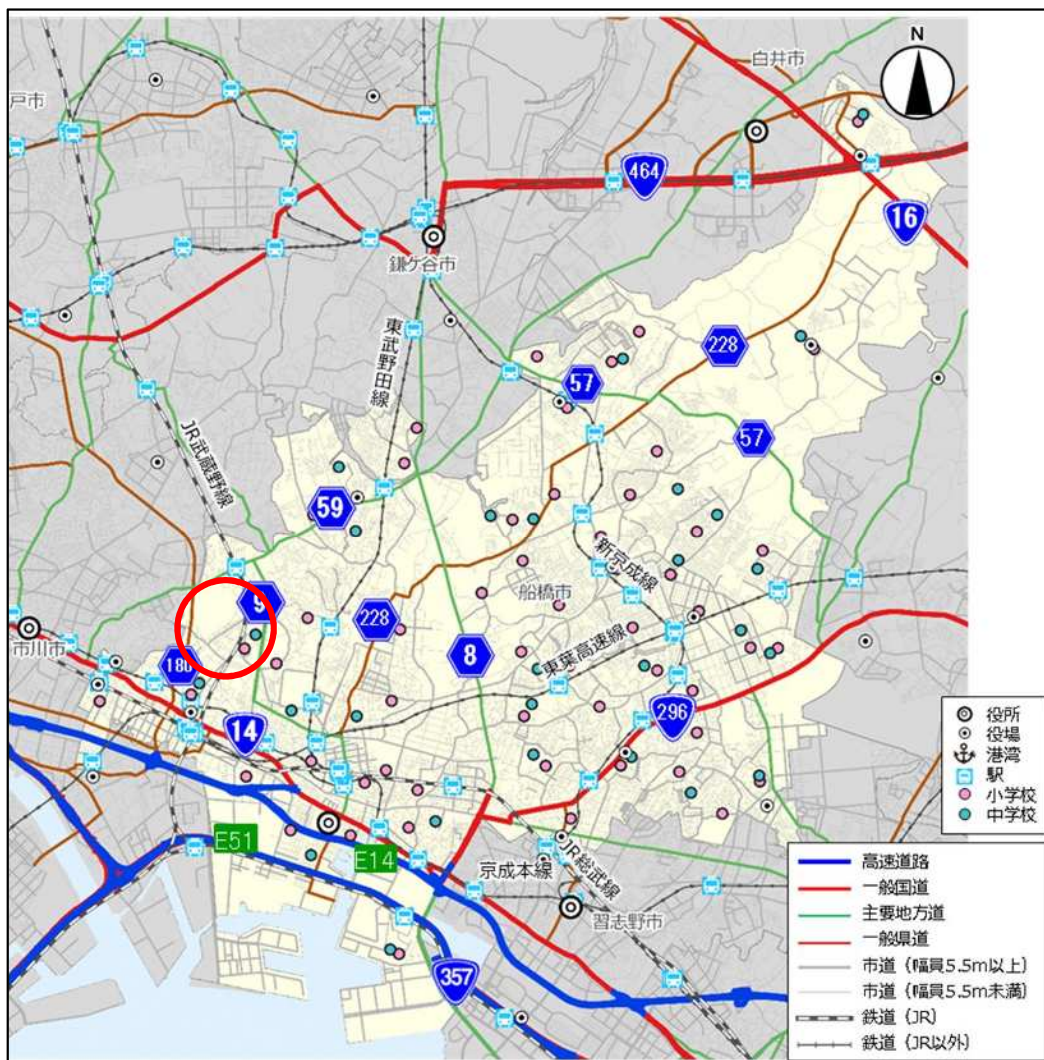 N
白井市
戸市
464
16
鎌ケ谷市
東武野田線
228
57
57
JR武蔵野線
59
新京成線
船橋市
9
228
市川市
180
8
東葉高速線
14
296
役所
役場
港湾
駅
小学校
中学校
E51
E14
京成本線
JR総武線
習志野市
357
高速道路
一般国道
主要地方道
一般県道
市道（幅員5.5m以上）
市道（幅員5.5m未満）
鉄道（JR）
鉄道（JR以外）